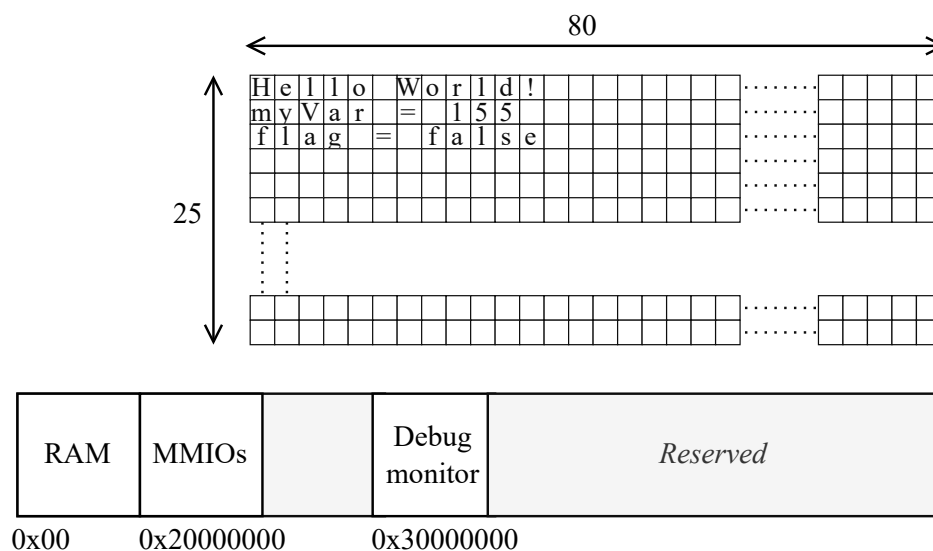 80
25
Hello World!
myVar = 155
flag = false
RAM
MMIOs
Debug
monitor
Reserved
0x00
0x20000000
0x30000000